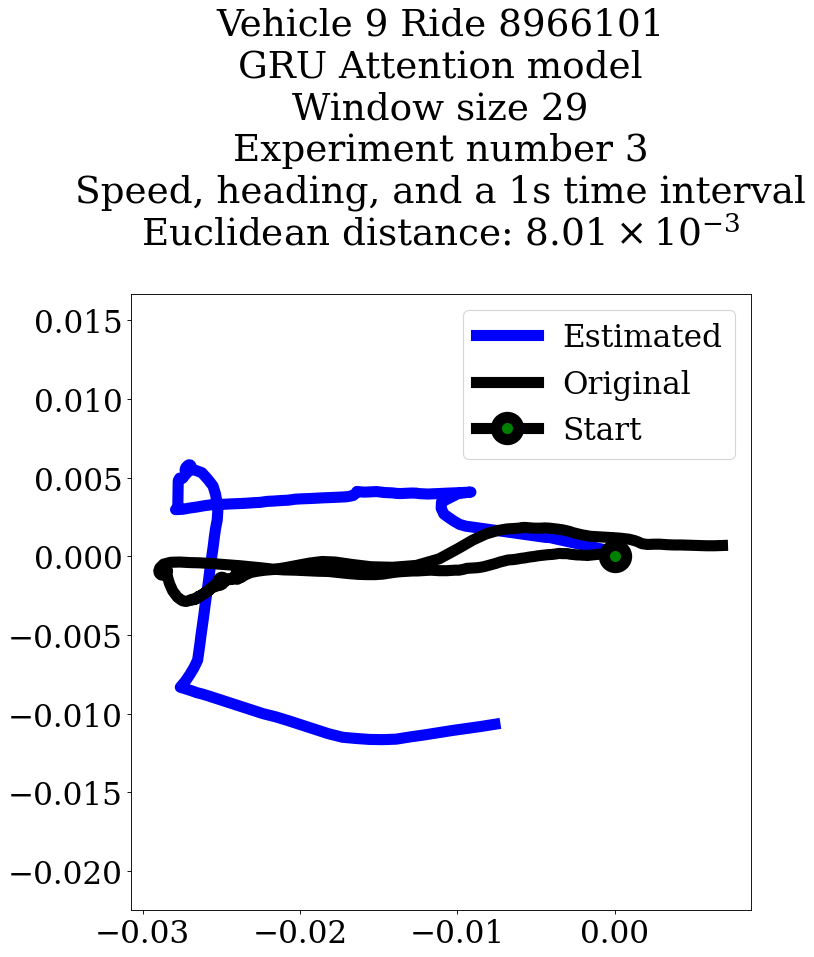 Vehicle 9 Ride 8966101
GRU Attention model
Window size 29
Experiment number 3
Speed, heading, and a 1s time interval
Euclidean distance: 8.01 × 10⁻³
Estimated
Original
Start
0.015
0.010
0.005
0.000
−0.005
−0.010
−0.015
−0.020
−0.03
−0.02
−0.01
0.00